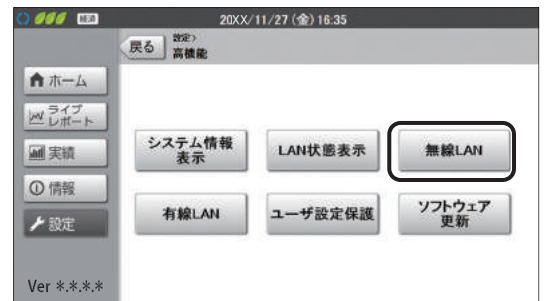 経済
20XX/11/27(金)16:35
戻る
設定>
高機能
ホーム
ライブ
レポート
実績
情報
設定
Ver *.*.*.*
システム情報
表示
LAN状態表示
無線LAN
有線LAN
ユーザ設定保護
ソフトウェア
更新